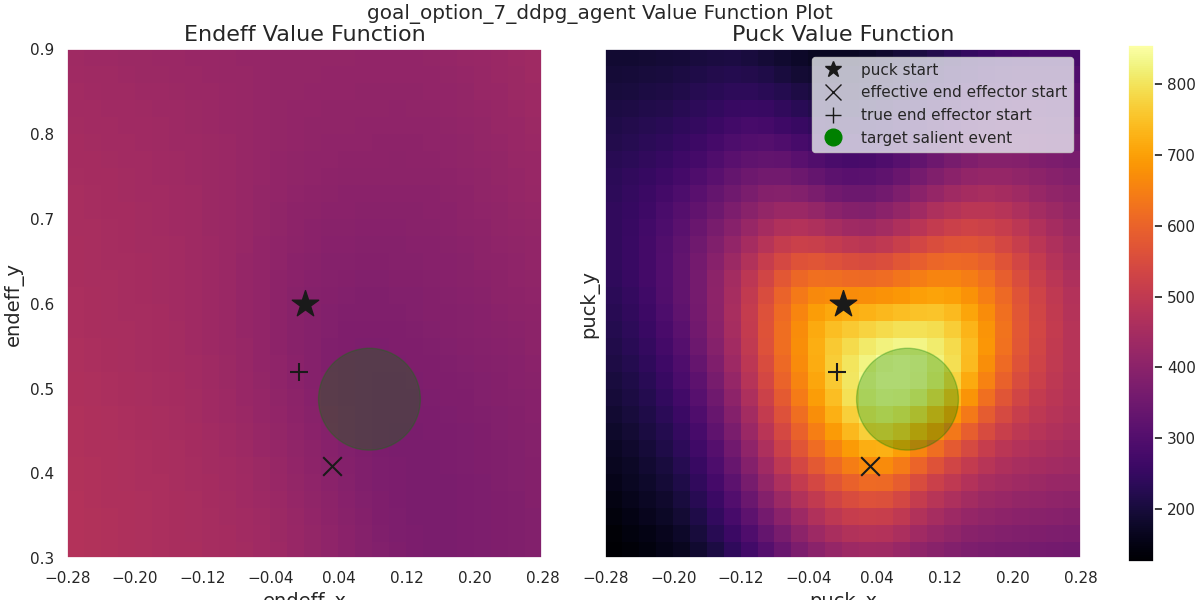 goal_option_7_ddpg_agent Value Function Plot
Endeff Value Function
0.9
0.8
0.7
0.6
0.5
0.4
0.3
endeff_y
−0.28 −0.20 −0.12 −0.04 0.04 0.12 0.20 0.28
endeff_x
Puck Value Function
puck start
effective end effector start
true end effector start
target salient event
puck_y
−0.28 −0.20 −0.12 −0.04 0.04 0.12 0.20 0.28
puck_x
800
700
600
500
400
300
200